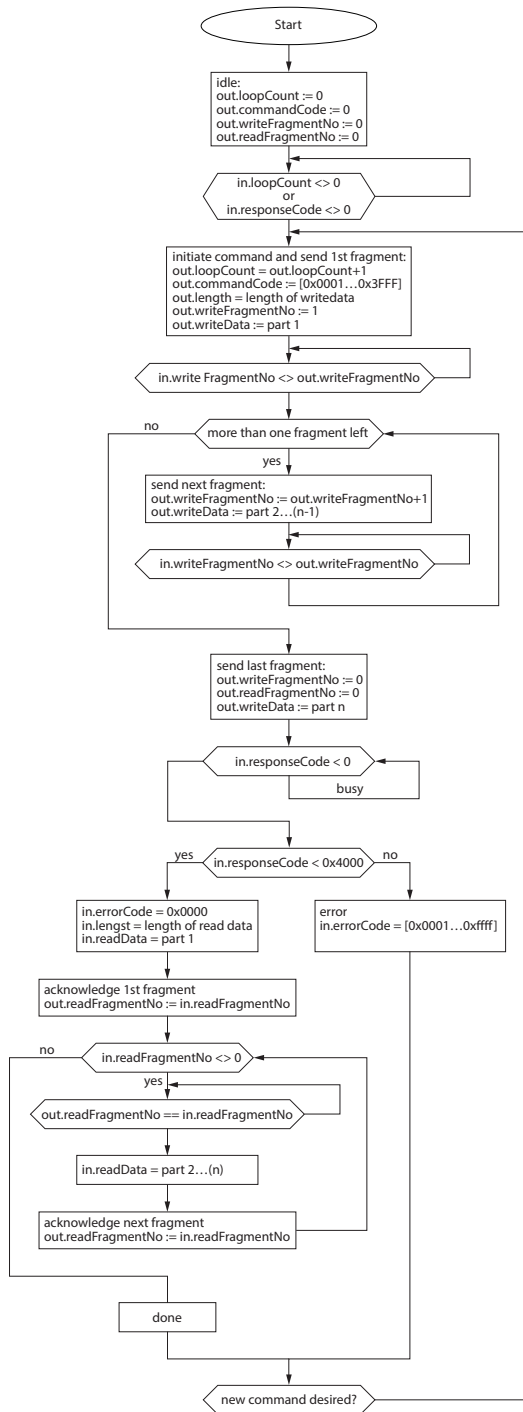 Start
idle:
out.loopCount := 0
out.commandCode := 0
out.writeFragmentNo := 0
out.readFragmentNo := 0
in.loopCount <> 0
or
in.responseCode <> 0
initiate command and send 1st fragment:
out.loopCount = out.loopCount+1
out.commandCode := [0x0001…0x3FFF]
out.length = length of writedata
out.writeFragmentNo := 1
out.writeData := part 1
in.write FragmentNo <> out.writeFragmentNo
no
more than one fragment left
yes
send next fragment:
out.writeFragmentNo := out.writeFragmentNo+1
out.writeData := part 2…(n-1)
in.writeFragmentNo <> out.writeFragmentNo
send last fragment:
out.writeFragmentNo := 0
out.readFragmentNo := 0
out.writeData := part n
in.responseCode < 0
busy
yes
in.responseCode < 0x4000
no
in.errorCode = 0x0000
in.lengst = length of read data
in.readData = part 1
error
in.errorCode = [0x0001…0xffff]
acknowledge 1st fragment
out.readFragmentNo := in.readFragmentNo
no
in.readFragmentNo <> 0
yes
out.readFragmentNo == in.readFragmentNo
in.readData = part 2…(n)
acknowledge next fragment
out.readFragmentNo := in.readFragmentNo
done
new command desired?